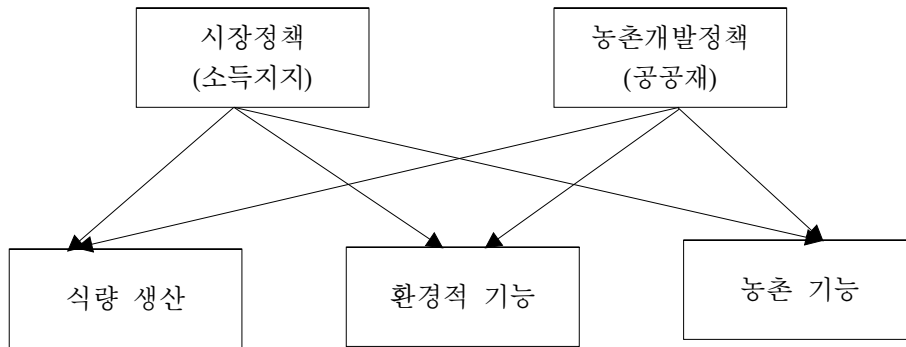 시장정책
(소득지지)
농촌개발정책
(공공재)
식량 생산
환경적 기능
농촌 기능